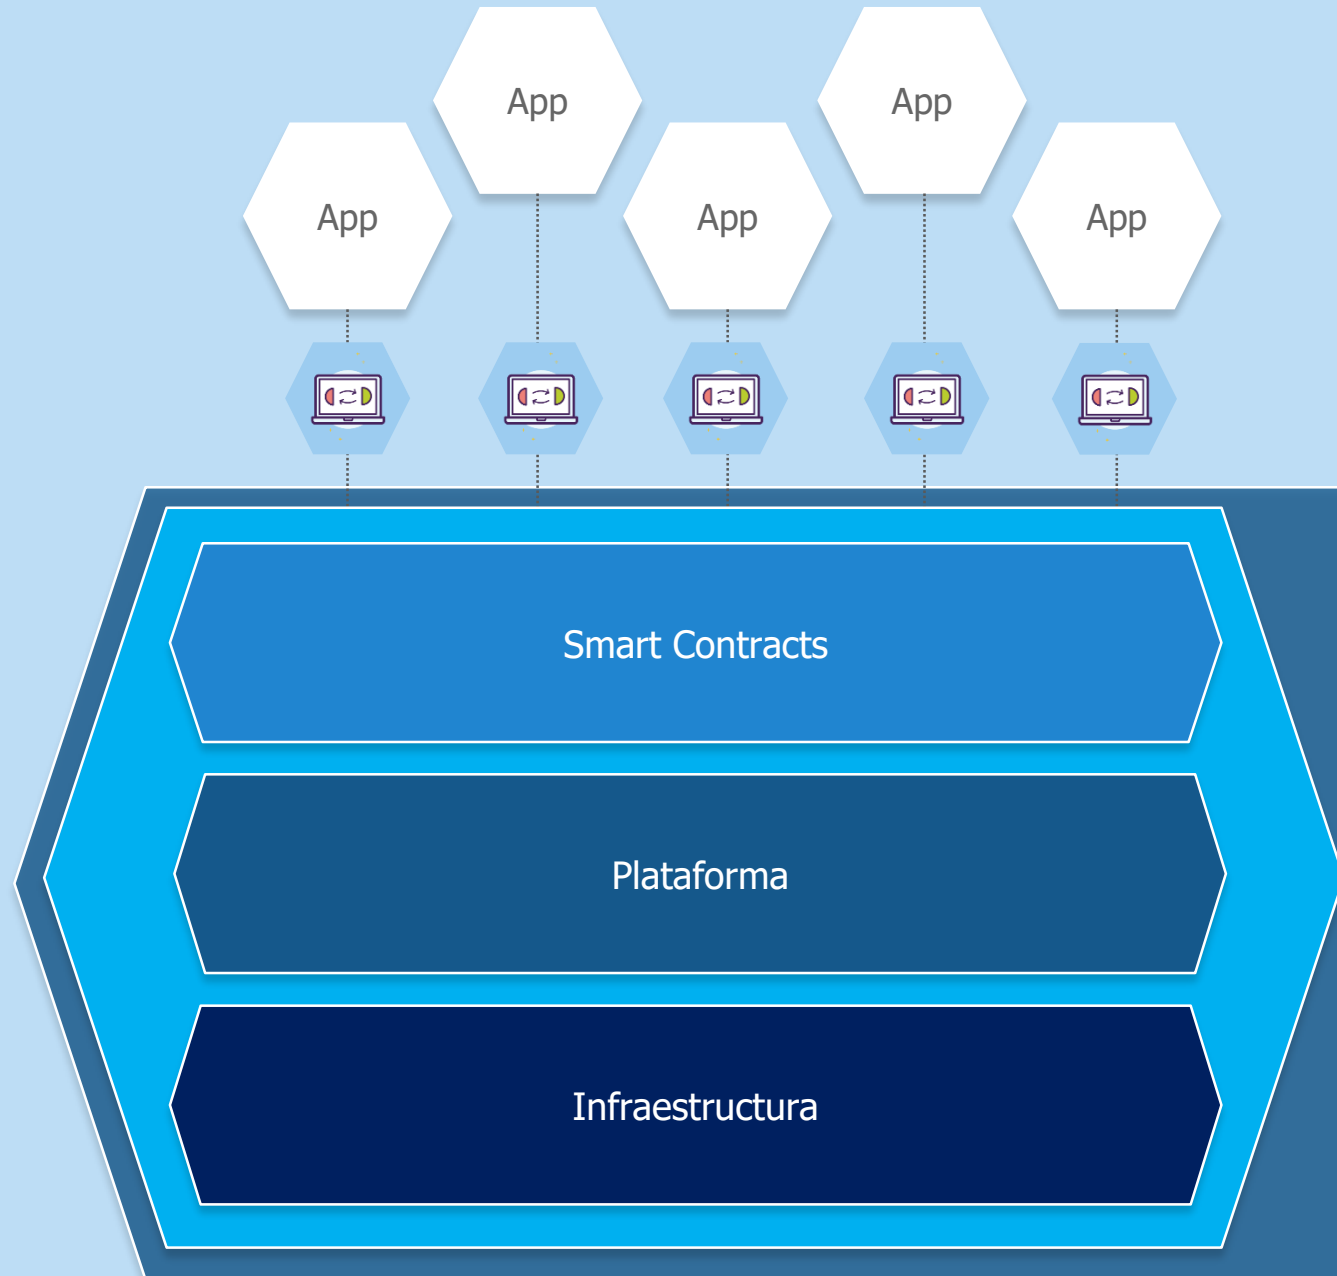 App
App
App
App
App
Smart Contracts
Plataforma
Infraestructura